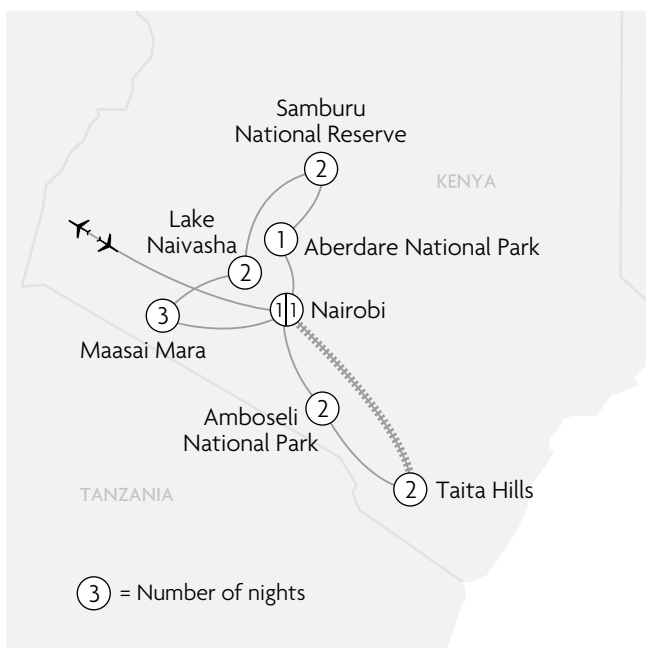 Samburu
National Reserve
2
KENYA
Lake
Naivasha
1
Aberdare National Park
2
3
1 1
Nairobi
Maasai Mara
Amboseli
National Park
2
TANZANIA
2
Taita Hills
3
= Number of nights